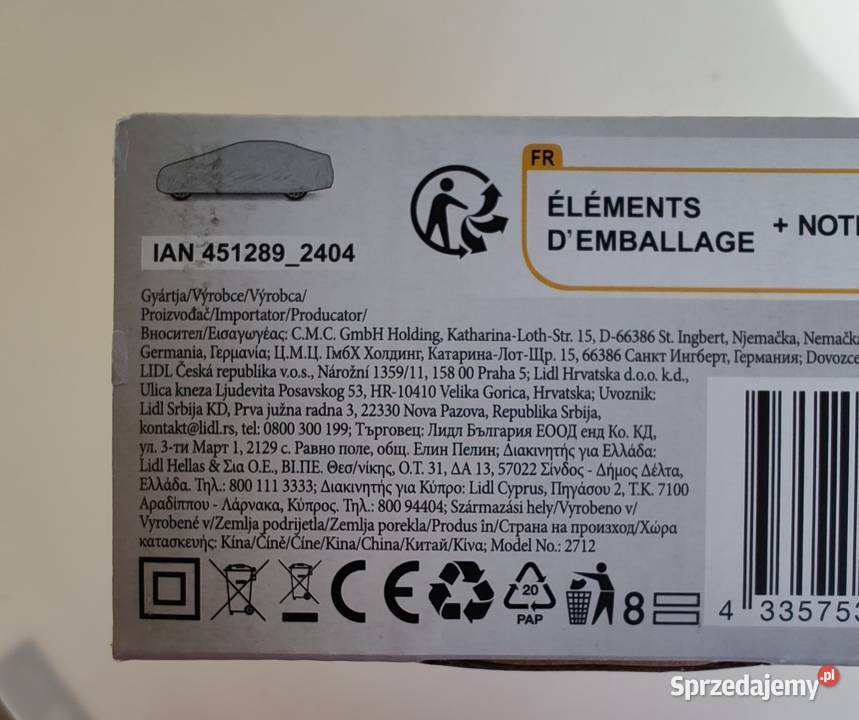 IAN 451289_2404
FR
ÉLÉMENTS
D'EMBALLAGE
+ NOTI
Gyártja/Výrobce/Výrobca/
Proizvođač/Importator/Producator/
Вносител/Εισαγωγέας: C.M.C. GmbH Holding, Katharina-Loth-Str. 15, D-66386 St. Ingbert, Njemačka, Nemačka
Germania, Γερμανία; Ц.М.Ц. ГмбХ Холдинг, Катарина-Лот-Щр. 15, 66386 Санкт Ингберт, Германия; Dovozce
LIDL Česká republika v.o.s., Nárožní 1359/11, 158 00 Praha 5; Lidl Hrvatska d.o.o. k.d.,
Ulica kneza Ljudevita Posavskog 53, HR-10410 Velika Gorica, Hrvatska; Uvoznik:
Lidl Srbija KD, Prva južna radna 3, 22330 Nova Pazova, Republika Srbija,
kontakt@lidl.rs, tel: 0800 300 199; Търговец: Лидл България ЕООД енд Ко. КД,
ул. 3-ти Март 1, 2129 с. Равно поле, общ. Елин Пелин; Διακινητής για Ελλάδα:
Lidl Hellas & Σια Ο.Ε., ΒΙ.ΠΕ. Θεσ/νίκης, Ο.Τ. 31, ΔΑ 13, 57022 Σίνδος - Δήμος Δέλτα,
Ελλάδα. Τηλ.: 800 111 3333; Διακινητής για Κύπρο: Lidl Cyprus, Πηγάσου 2, Τ.Κ. 7100
Αραδίππου - Λάρνακα, Κύπρος. Τηλ.: 800 94404; Származási hely/Vyrobeno v/
Vyrobené v/Zemlja podrijetla/Zemlja porekla/Produs în/Страна на произход/Χώρα
κατασκευής: Kína/Číně/Číne/Kina/China/Китай/Κίνα; Model No.: 2712
CE
20
PAP
8
4 335753
Sprzedajemy.pl